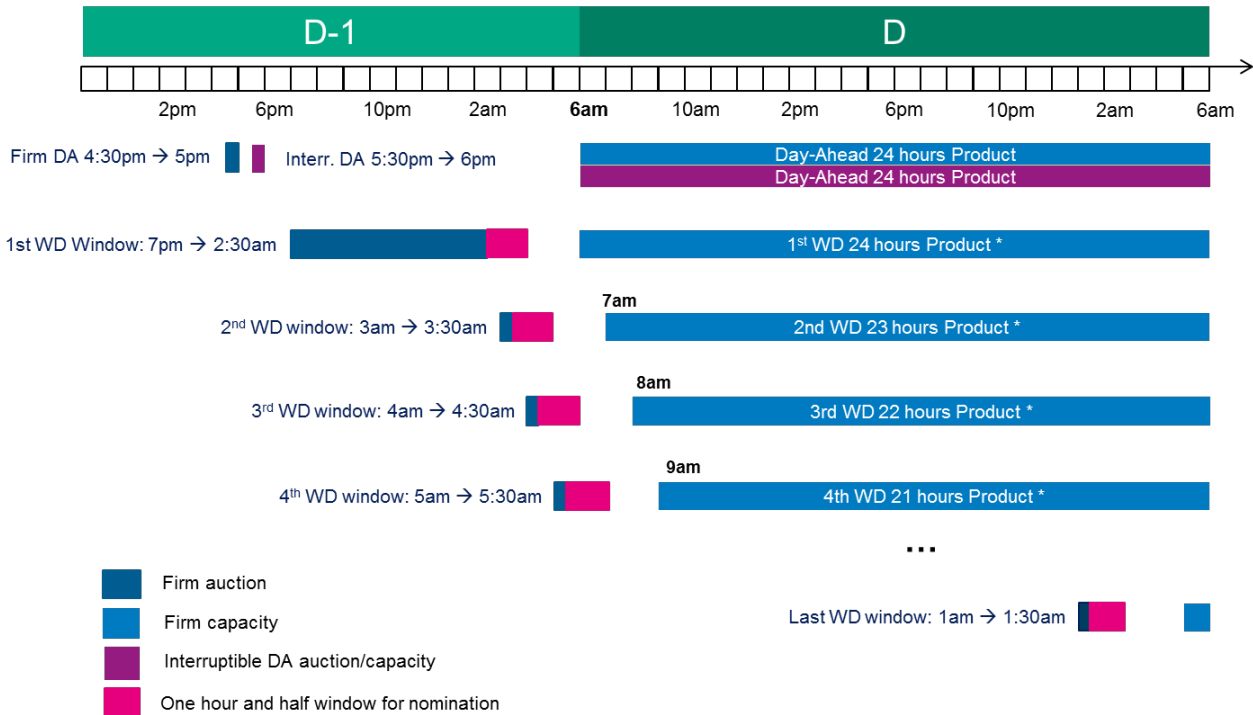 D-1
D
2pm 6pm 10pm 2am 6am 10am 2pm 6pm 10pm 2am 6am
Firm DA 4:30pm → 5pm
Interr. DA 5:30pm → 6pm
Day-Ahead 24 hours Product
Day-Ahead 24 hours Product
1st WD Window: 7pm → 2:30am
1st WD 24 hours Product *
7am
2nd WD window: 3am → 3:30am
2nd WD 23 hours Product *
8am
3rd WD window: 4am → 4:30am
3rd WD 22 hours Product *
9am
4th WD window: 5am → 5:30am
4th WD 21 hours Product *
...
Firm auction
Firm capacity
Last WD window: 1am → 1:30am
Interruptible DA auction/capacity
One hour and half window for nomination